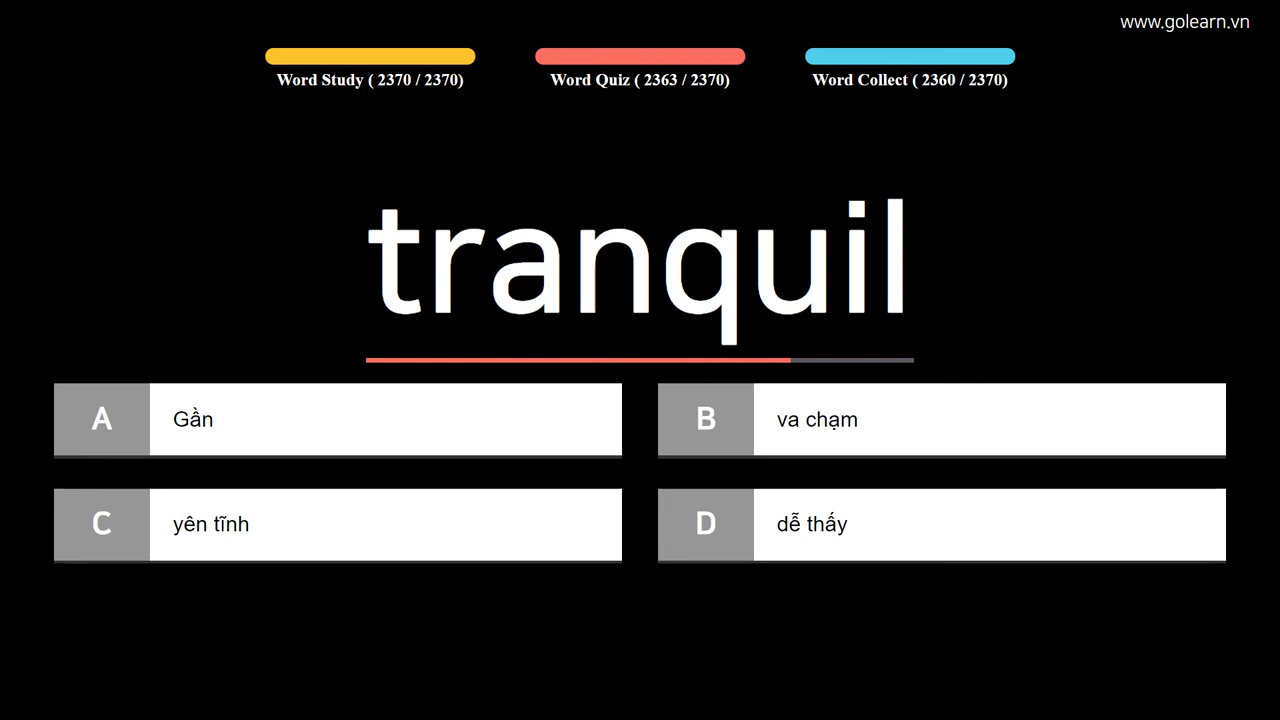 www.golearn.vn
Word Study ( 2370 / 2370)
Word Quiz ( 2363 / 2370)
Word Collect ( 2360 / 2370)
tranquil
A Gần
B va chạm
C yên tĩnh
D dễ thấy